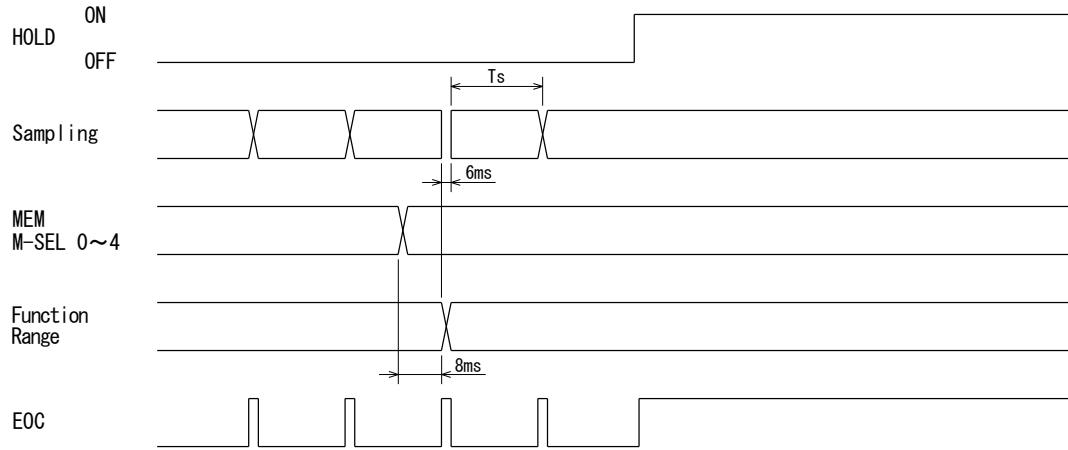 ON
HOLD
OFF
Ts
Sampling
6ms
MEM
M-SEL 0～4
Function
Range
8ms
EOC